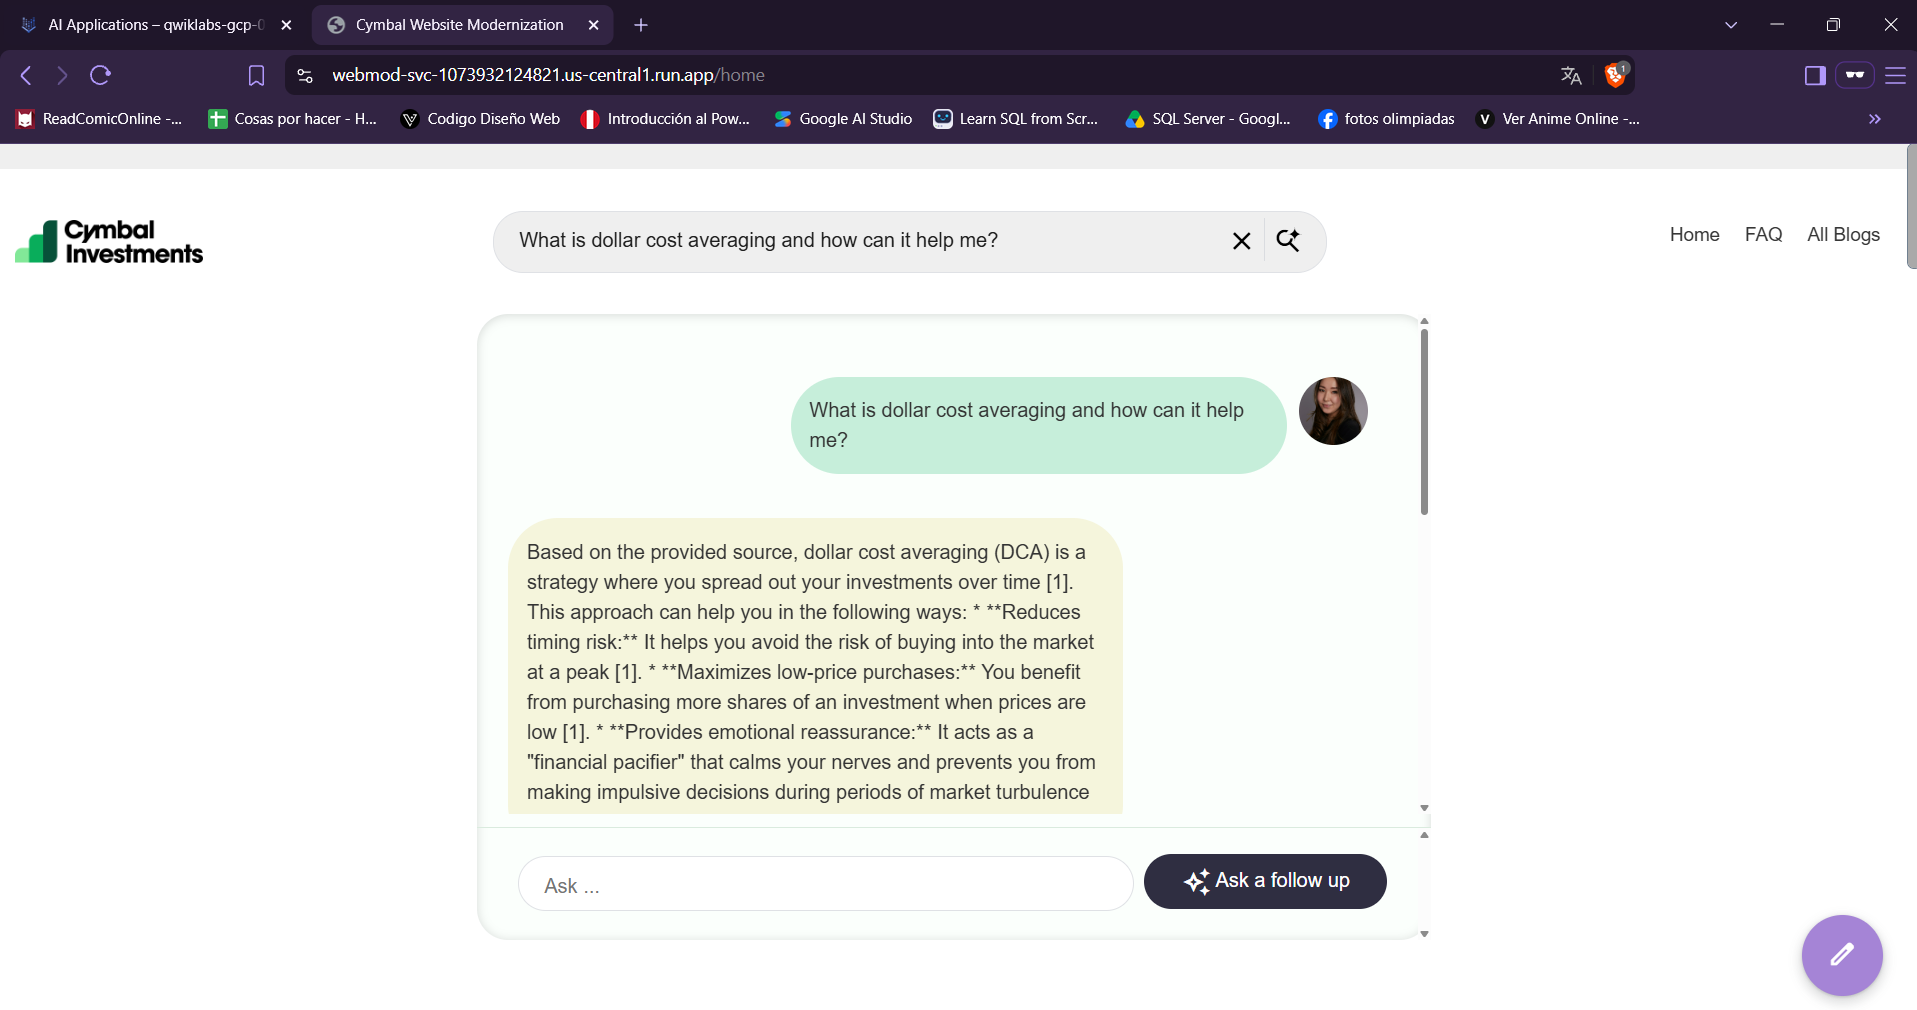 AI Applications – qwiklabs-gcp-0
Cymbal Website Modernization
webmod-svc-1073932124821.us-central1.run.app/home
1
ReadComicOnline -...
Cosas por hacer - H...
Codigo Diseño Web
Introducción al Pow...
Google AI Studio
Learn SQL from Scr...
SQL Server - Googl...
fotos olimpiadas
Ver Anime Online -...
Cymbal
Investments
What is dollar cost averaging and how can it help me?
Home
FAQ
All Blogs
What is dollar cost averaging and how can it help
me?
Based on the provided source, dollar cost averaging (DCA) is a
strategy where you spread out your investments over time [1].
This approach can help you in the following ways: * **Reduces
timing risk:** It helps you avoid the risk of buying into the market
at a peak [1]. * **Maximizes low-price purchases:** You benefit
from purchasing more shares of an investment when prices are
low [1]. * **Provides emotional reassurance:** It acts as a
"financial pacifier" that calms your nerves and prevents you from
making impulsive decisions during periods of market turbulence
Ask ...
Ask a follow up